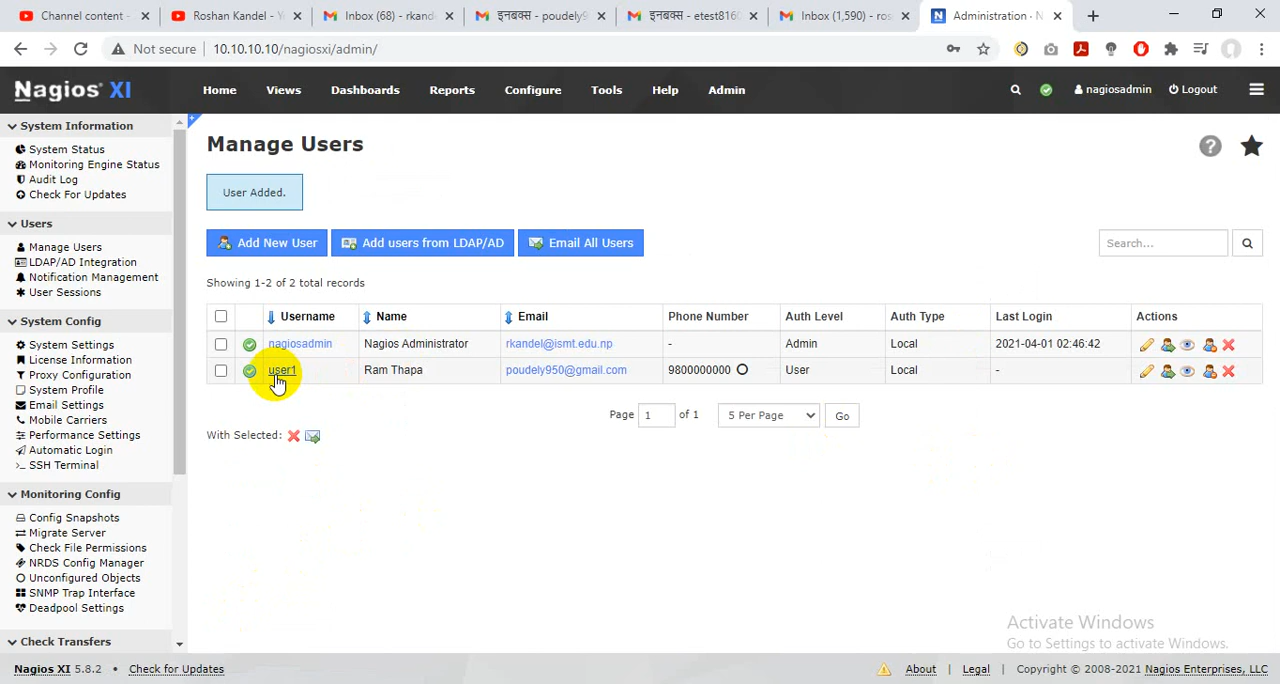 Channel content -
Roshan Kandel - Y
Inbox (68) - rkand
इनबक्स - poudely9
इनबक्स - etest8160
Inbox (1,590) - ros
Administration - N
Not secure 10.10.10.10/nagiosxi/admin/
Nagios XI
Home Views Dashboards Reports Configure Tools Help Admin
nagiosadmin Logout
System Information
System Status
Monitoring Engine Status
Audit Log
Check For Updates
Users
Manage Users
LDAP/AD Integration
Notification Management
User Sessions
System Config
System Settings
License Information
Proxy Configuration
System Profile
Email Settings
Mobile Carriers
Performance Settings
Automatic Login
SSH Terminal
Monitoring Config
Config Snapshots
Migrate Server
Check File Permissions
NRDS Config Manager
Unconfigured Objects
SNMP Trap Interface
Deadpool Settings
Check Transfers
Manage Users
User Added.
Add New User Add users from LDAP/AD Email All Users
Search...
Showing 1-2 of 2 total records
Username Name Email Phone Number Auth Level Auth Type Last Login Actions
nagiosadmin Nagios Administrator rkandel@ismt.edu.np - Admin Local 2021-04-01 02:46:42
user1 Ram Thapa poudely950@gmail.com 9800000000 User Local -
Page 1 of 1 5 Per Page Go
With Selected:
Activate Windows
Go to Settings to activate Windows.
Nagios XI 5.8.2 • Check for Updates
About | Legal | Copyright © 2008-2021 Nagios Enterprises, LLC